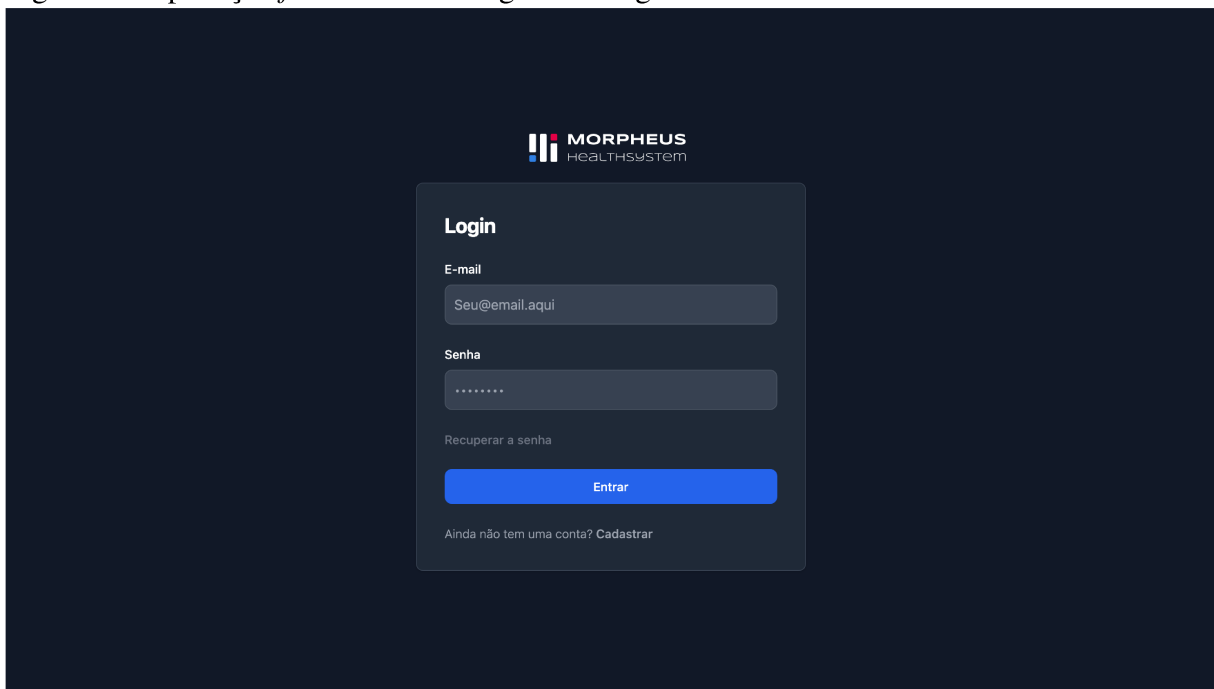 MORPHEUS
HEALTHSYSTEM
Login
E-mail
Seu@email.aqui
Senha
••••••••
Recuperar a senha
Entrar
Ainda não tem uma conta? Cadastrar